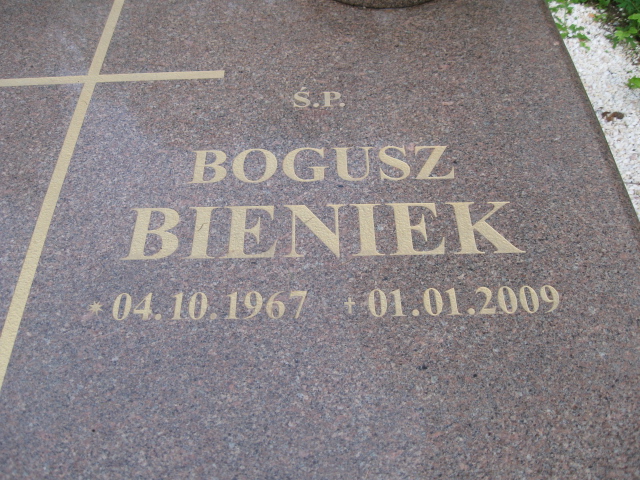 Ś.P.
BOGUSZ
BIENIEK
* 04.10.1967 + 01.01.2009